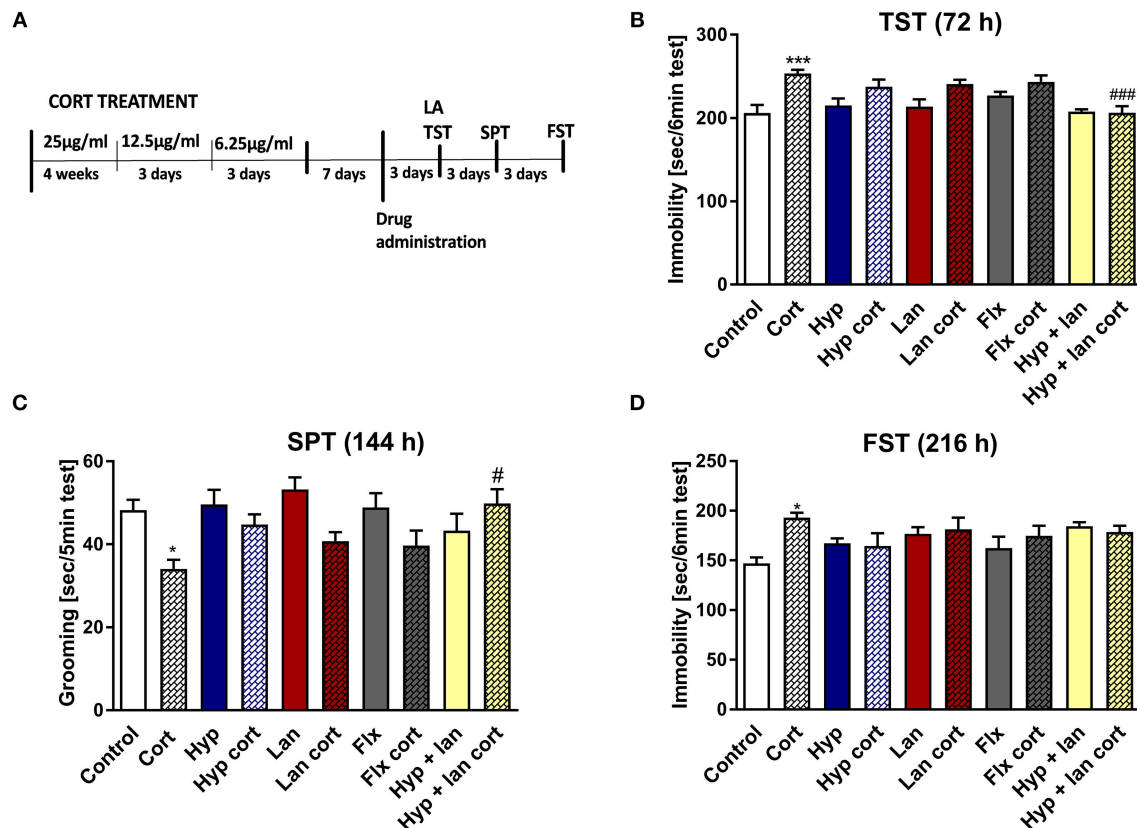 A
CORT TREATMENT
25µg/ml 12.5µg/ml 6.25µg/ml
4 weeks 3 days 3 days 7 days 3 days 3 days 3 days
LA
TST SPT FST
Drug
administration
B
TST (72 h)
Immobility [sec/6min test]
300
200
100
0
***
###
Control
Cort
Hyp
Hyp cort
Lan
Lan cort
Flx
Flx cort
Hyp + lan
Hyp + lan cort
C
SPT (144 h)
Grooming [sec/5min test]
60
40
20
0
*
#
Control
Cort
Hyp
Hyp cort
Lan
Lan cort
Flx
Flx cort
Hyp + lan
Hyp + lan cort
D
FST (216 h)
Immobility [sec/6min test]
250
200
150
100
50
0
*
Control
Cort
Hyp
Hyp cort
Lan
Lan cort
Flx
Flx cort
Hyp + lan
Hyp + lan cort